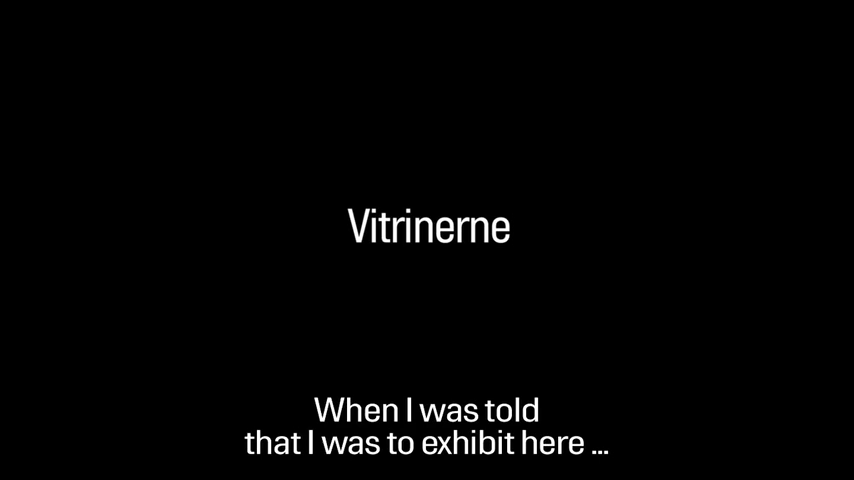 Vitrinerne
When I was told
that I was to exhibit here ...